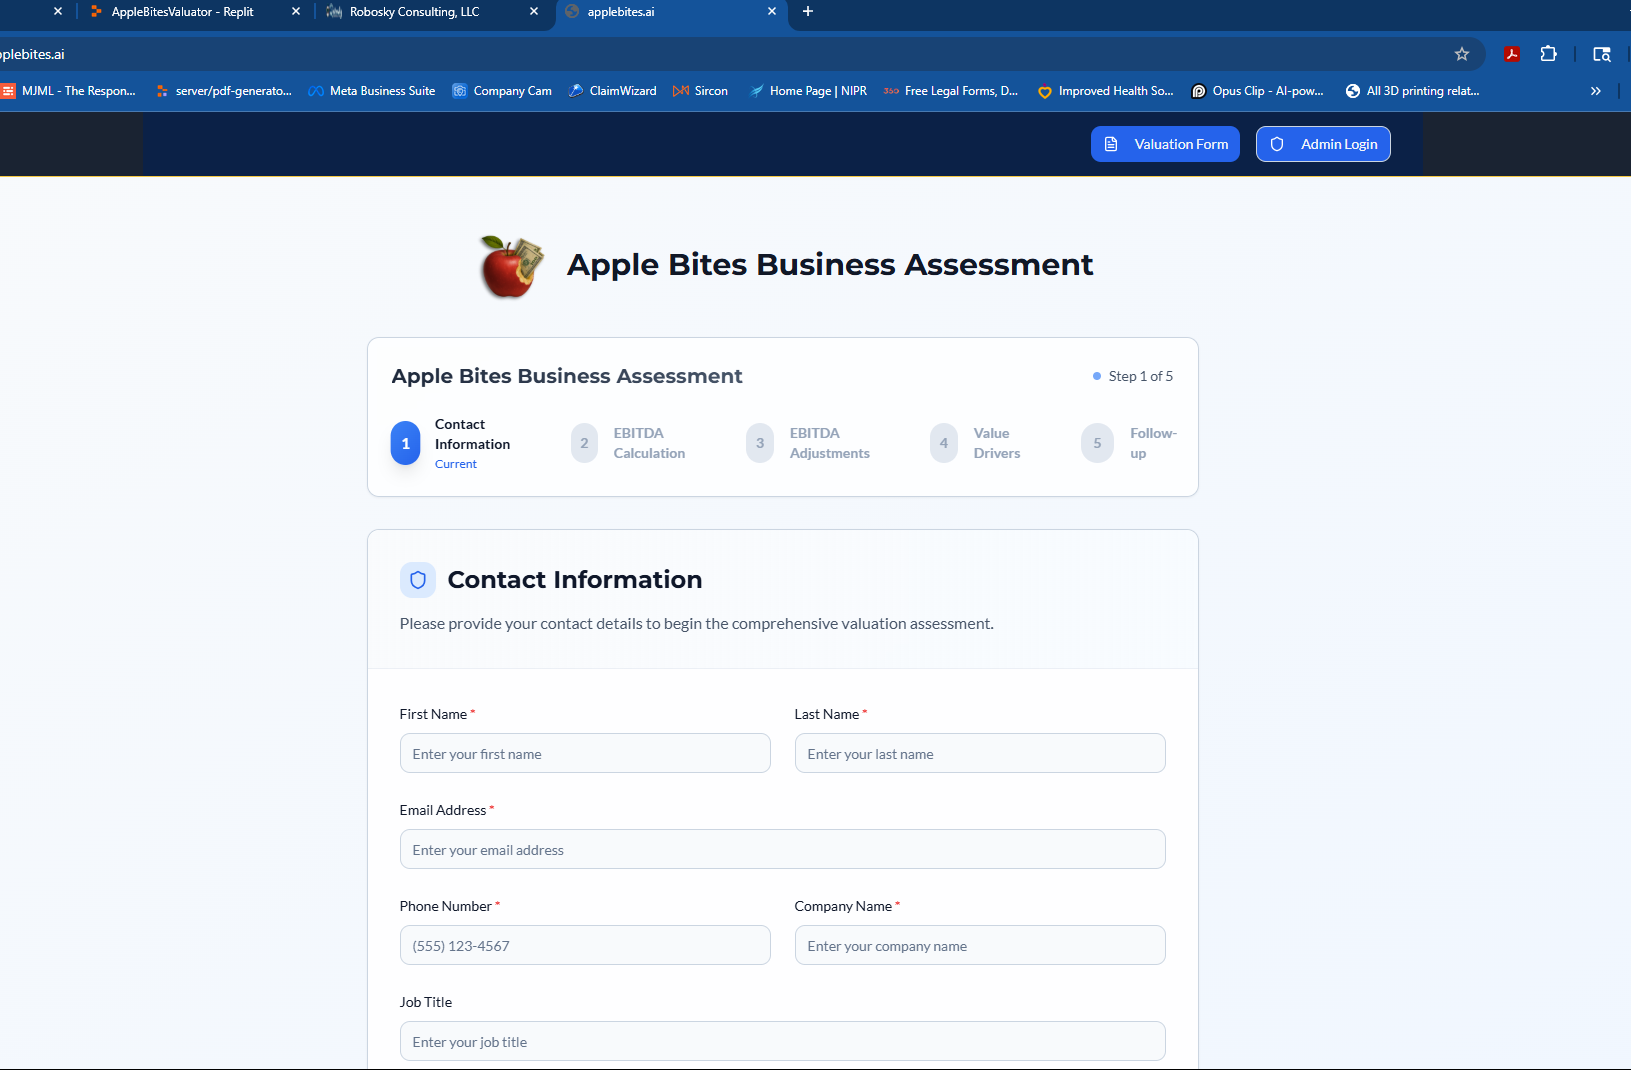 AppleBitesValuator - Replit
Robosky Consulting, LLC
applebites.ai
pplebites.ai
MJML - The Respon...
server/pdf-generato...
Meta Business Suite
Company Cam
ClaimWizard
Sircon
Home Page | NIPR
360 Free Legal Forms, D...
Improved Health So...
Opus Clip - AI-pow...
All 3D printing relat...
Valuation Form
Admin Login
Apple Bites Business Assessment
Apple Bites Business Assessment
Step 1 of 5
1
Contact
Information
Current
2
EBITDA
Calculation
3
EBITDA
Adjustments
4
Value
Drivers
5
Follow-
up
Contact Information
Please provide your contact details to begin the comprehensive valuation assessment.
First Name *
Last Name *
Enter your first name
Enter your last name
Email Address *
Enter your email address
Phone Number *
Company Name *
(555) 123-4567
Enter your company name
Job Title
Enter your job title